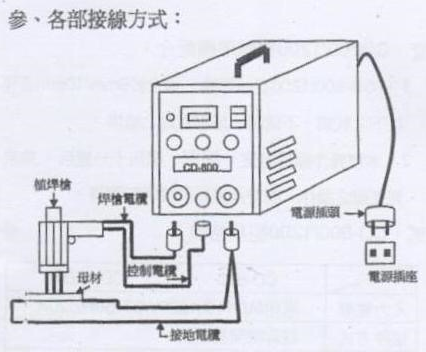 參、各部接線方式：
CD-800
植焊槍
焊槍電纜
電源插頭
控制電纜
母材
電源插座
接地電纜